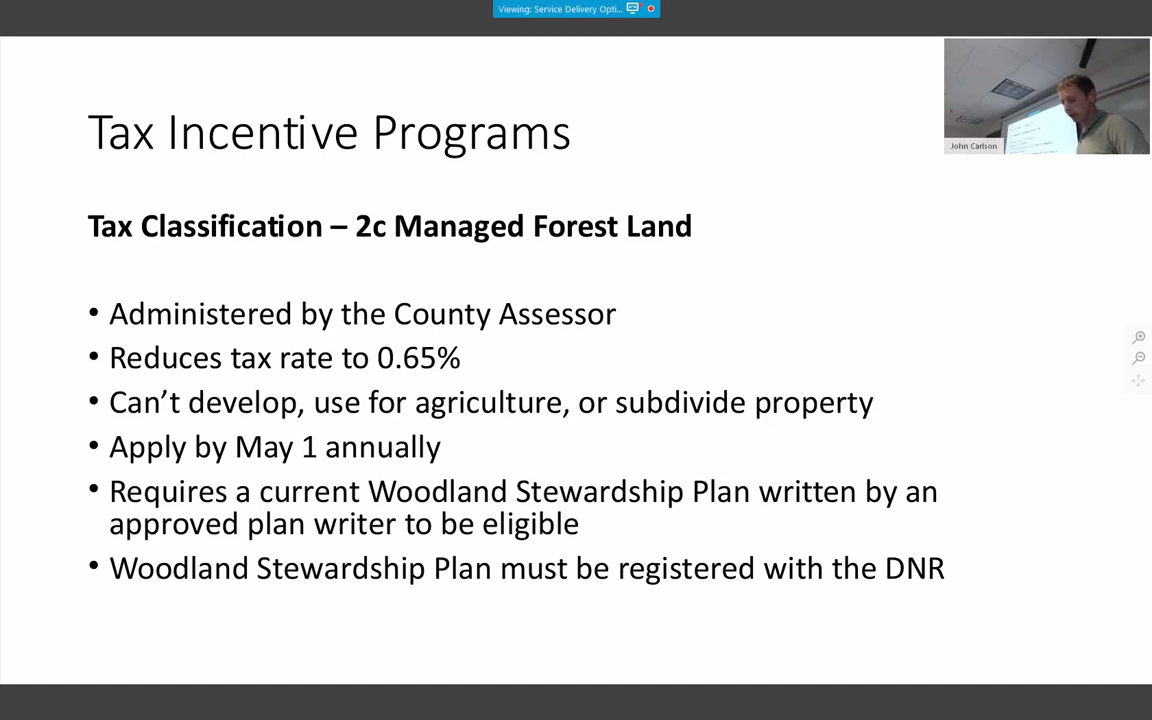 Viewing: Service Delivery Opti...
John Carlson
Tax Incentive Programs
Tax Classification – 2c Managed Forest Land
• Administered by the County Assessor
• Reduces tax rate to 0.65%
• Can't develop, use for agriculture, or subdivide property
• Apply by May 1 annually
• Requires a current Woodland Stewardship Plan written by an
approved plan writer to be eligible
• Woodland Stewardship Plan must be registered with the DNR